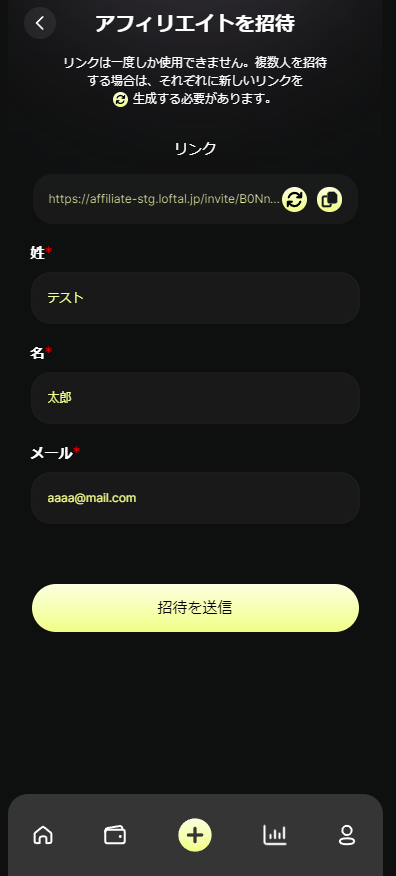 アフィリエイトを招待
リンクは一度しか使用できません。複数人を招待
する場合は、それぞれに新しいリンクを
生成する必要があります。
リンク
https://affiliate-stg.loftal.jp/invite/B0Nn...
姓*
テスト
名*
太郎
メール*
aaaa@mail.com
招待を送信